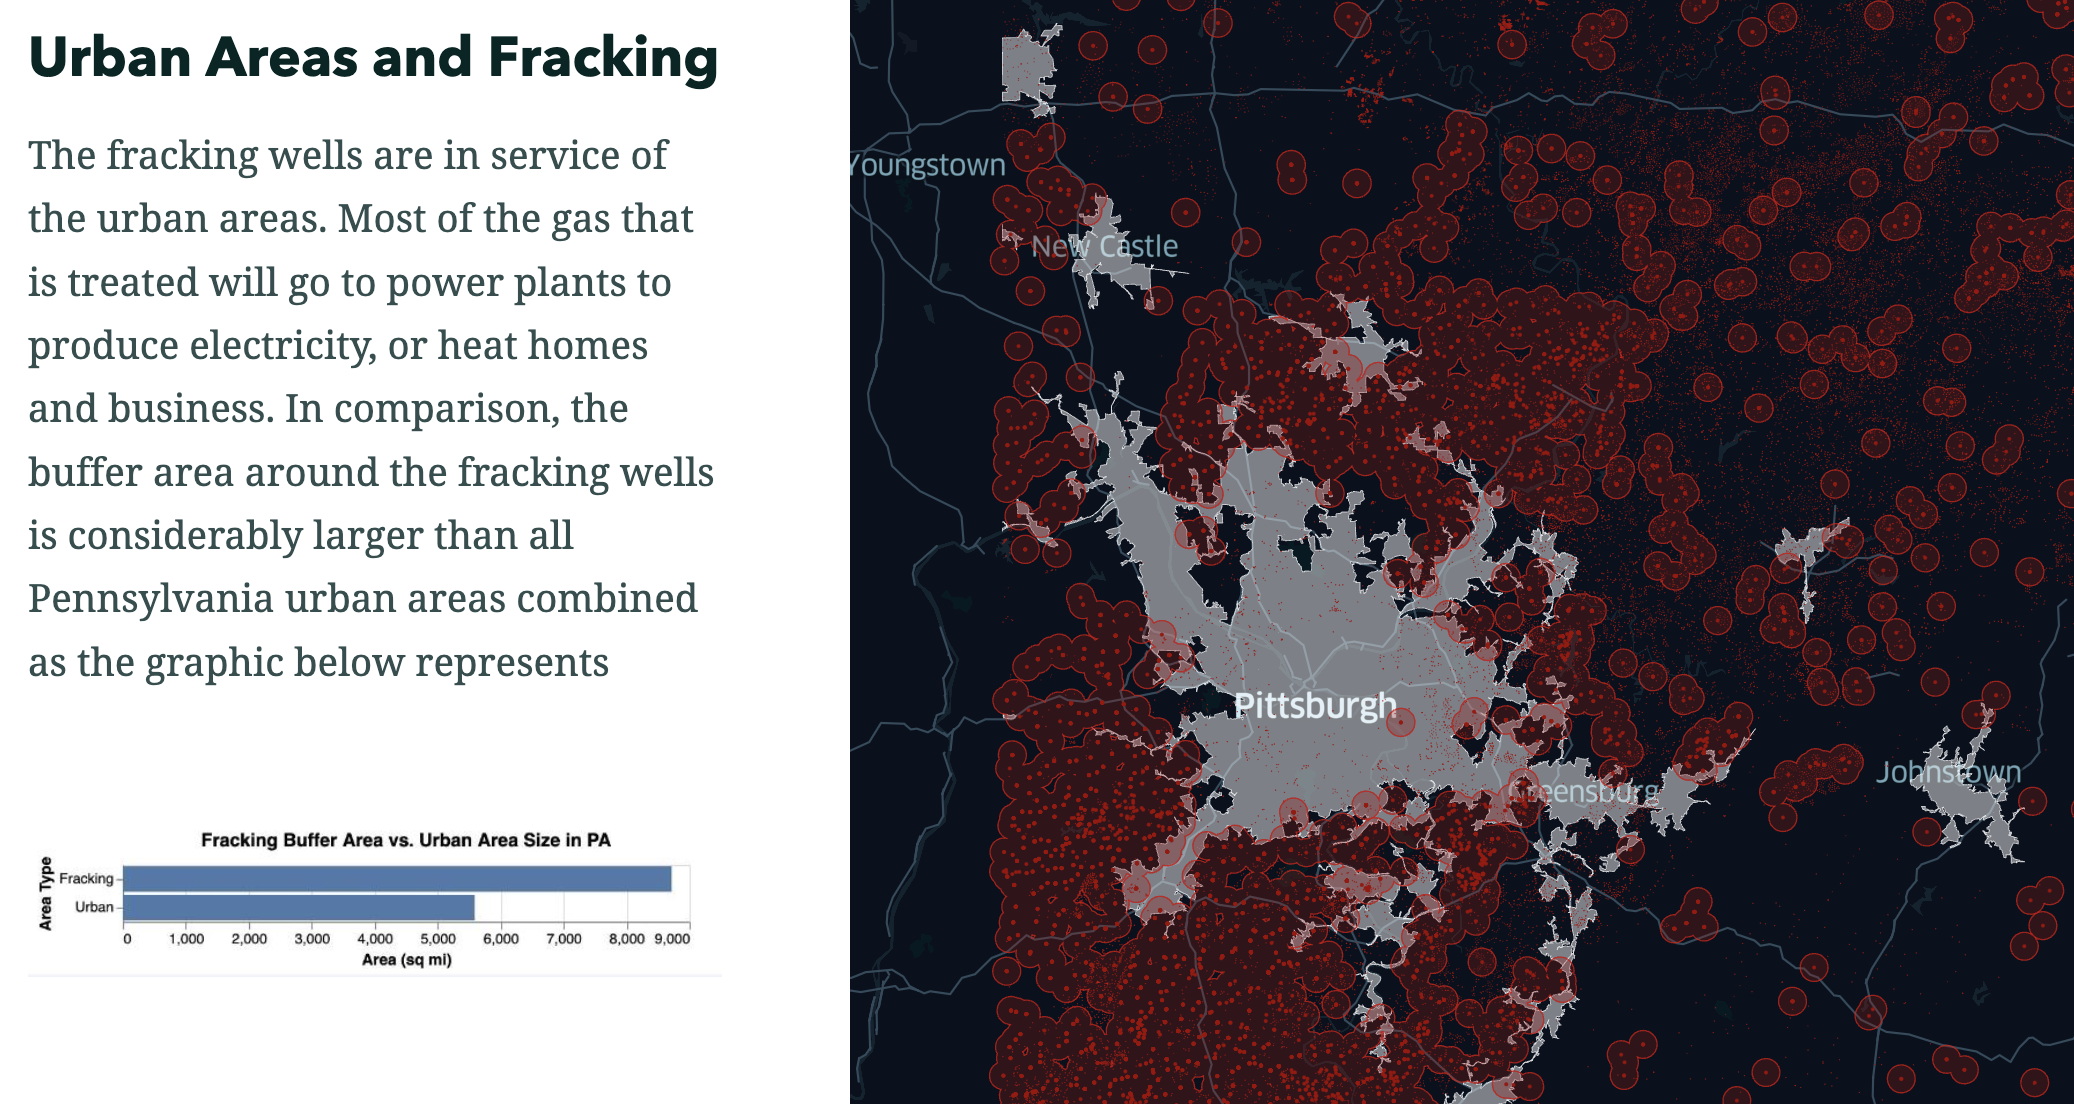 Urban Areas and Fracking
The fracking wells are in service of
the urban areas. Most of the gas that
is treated will go to power plants to
produce electricity, or heat homes
and business. In comparison, the
buffer area around the fracking wells
is considerably larger than all
Pennsylvania urban areas combined
as the graphic below represents
Fracking Buffer Area vs. Urban Area Size in PA
Area Type
Fracking
Urban
0 1,000 2,000 3,000 4,000 5,000 6,000 7,000 8,000 9,000
Area (sq mi)
Youngstown
New Castle
Pittsburgh
Greensburg
Johnstown